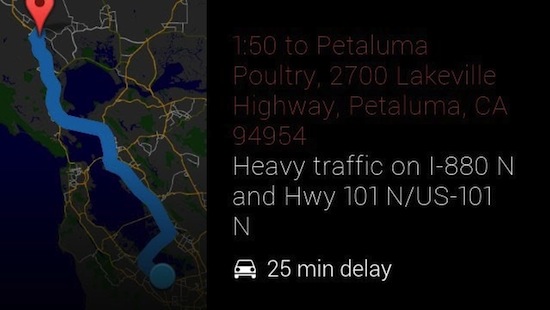 1:50 to Petaluma
Poultry, 2700 Lakeville
Highway, Petaluma, CA
94954
Heavy traffic on I-880 N
and Hwy 101 N/US-101
N
25 min delay